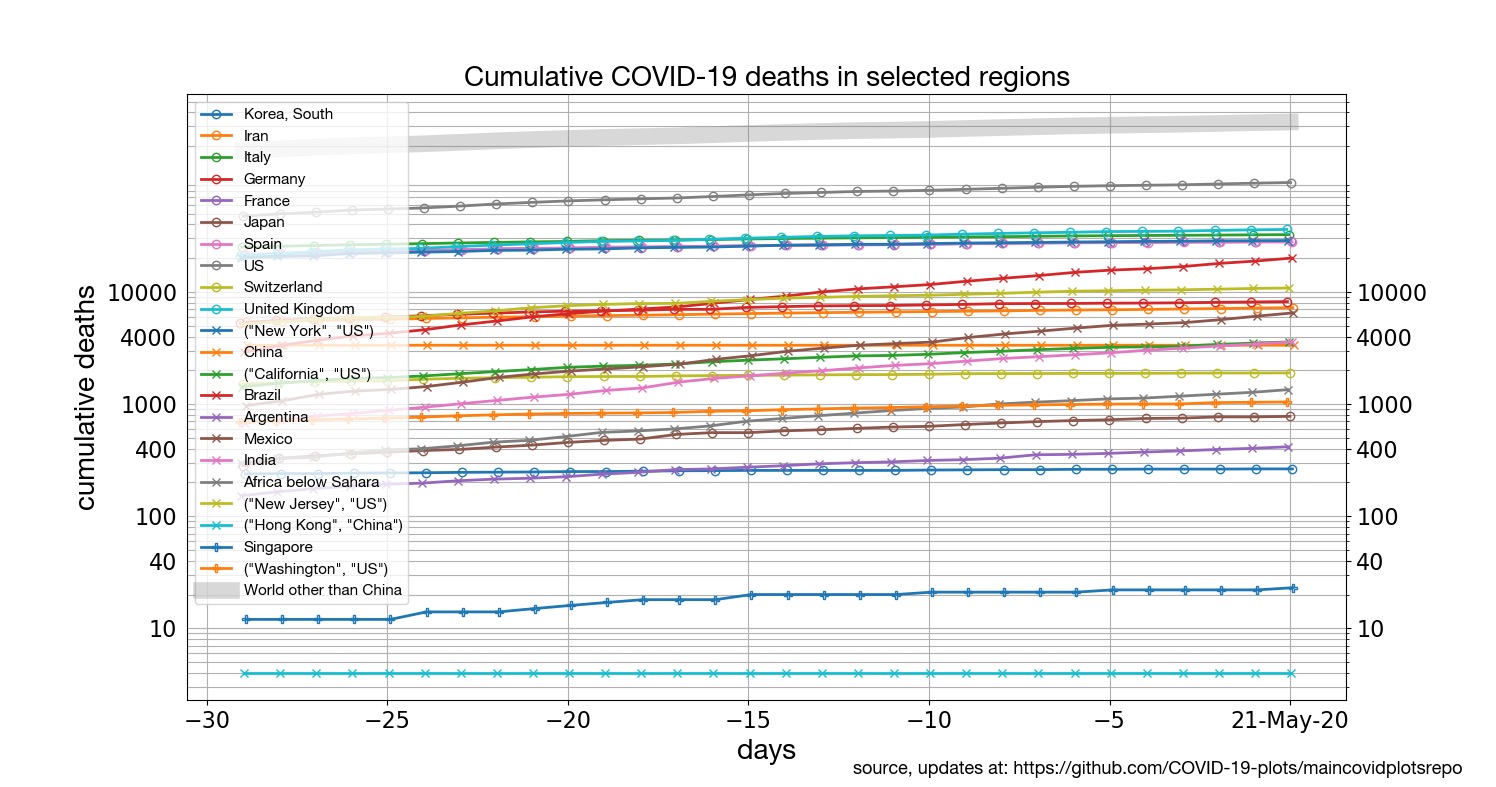 Cumulative COVID-19 deaths in selected regions
Korea, South
Iran
Italy
Germany
France
Japan
Spain
US
Switzerland
United Kingdom
("New York", "US")
China
("California", "US")
Brazil
Argentina
Mexico
India
Africa below Sahara
("New Jersey", "US")
("Hong Kong", "China")
Singapore
("Washington", "US")
World other than China
cumulative deaths
10000
4000
1000
400
100
40
10
10000
4000
1000
400
100
40
10
−30 −25 −20 −15 −10 −5 21-May-20
days
source, updates at: https://github.com/COVID-19-plots/maincovidplotsrepo